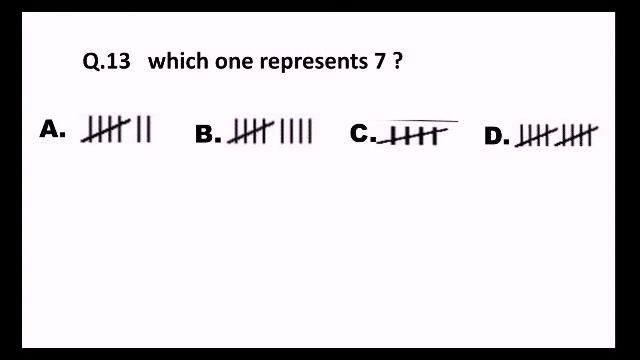 Q.13 which one represents 7 ?
A. B. C. D.